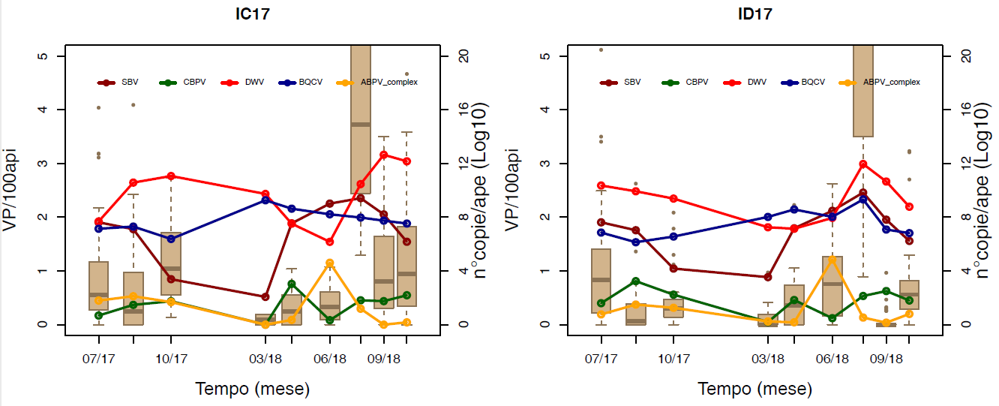 IC17
5
4
3
2
1
0
VP/100api
SBV CBPV DWV BQCV ABPV_complex
20
16
12
8
4
0
n°copie/ape (Log10)
07/17 10/17 03/18 06/18 09/18
Tempo (mese)
ID17
5
4
3
2
1
0
VP/100api
SBV CBPV DWV BQCV ABPV_complex
20
16
12
8
4
0
n°copie/ape (Log10)
07/17 10/17 03/18 06/18 09/18
Tempo (mese)